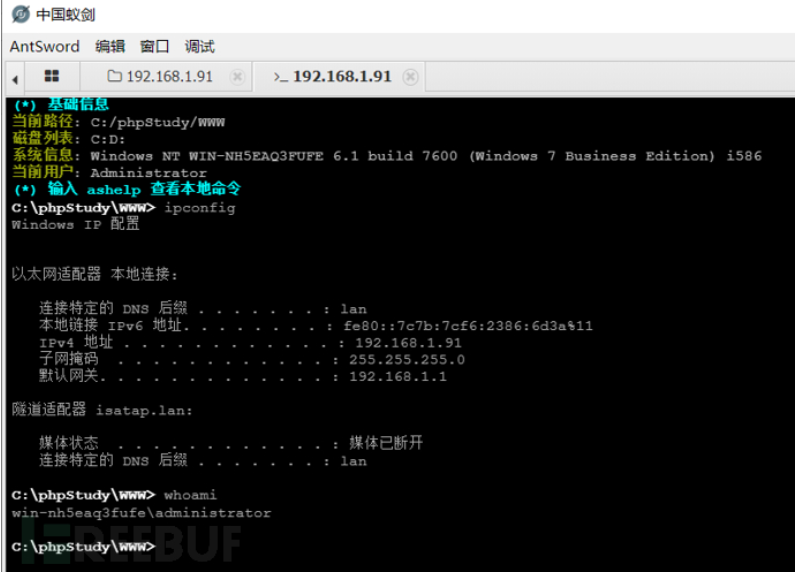 中国蚁剑
AntSword 编辑 窗口 调试
192.168.1.91 >_ 192.168.1.91
(*) 基础信息
当前路径: C:/phpStudy/WWW
磁盘列表: C:D:
系统信息: Windows NT WIN-NH5EAQ3FUFE 6.1 build 7600 (Windows 7 Business Edition) i586
当前用户: Administrator
(*) 输入 ashelp 查看本地命令
C:\phpStudy\WWW> ipconfig
Windows IP 配置
以太网适配器 本地连接:
连接特定的 DNS 后缀 . . . . . . . : lan
本地链接 IPv6 地址. . . . . . . . : fe80::7c7b:7cf6:2386:6d3a%11
IPv4 地址 . . . . . . . . . . . . : 192.168.1.91
子网掩码 . . . . . . . . . . . . : 255.255.255.0
默认网关. . . . . . . . . . . . . : 192.168.1.1
隧道适配器 isatap.lan:
媒体状态 . . . . . . . . . . . . : 媒体已断开
连接特定的 DNS 后缀 . . . . . . . : lan
C:\phpStudy\WWW> whoami
win-nh5eaq3fufe\administrator
C:\phpStudy\WWW>
FREEBUF